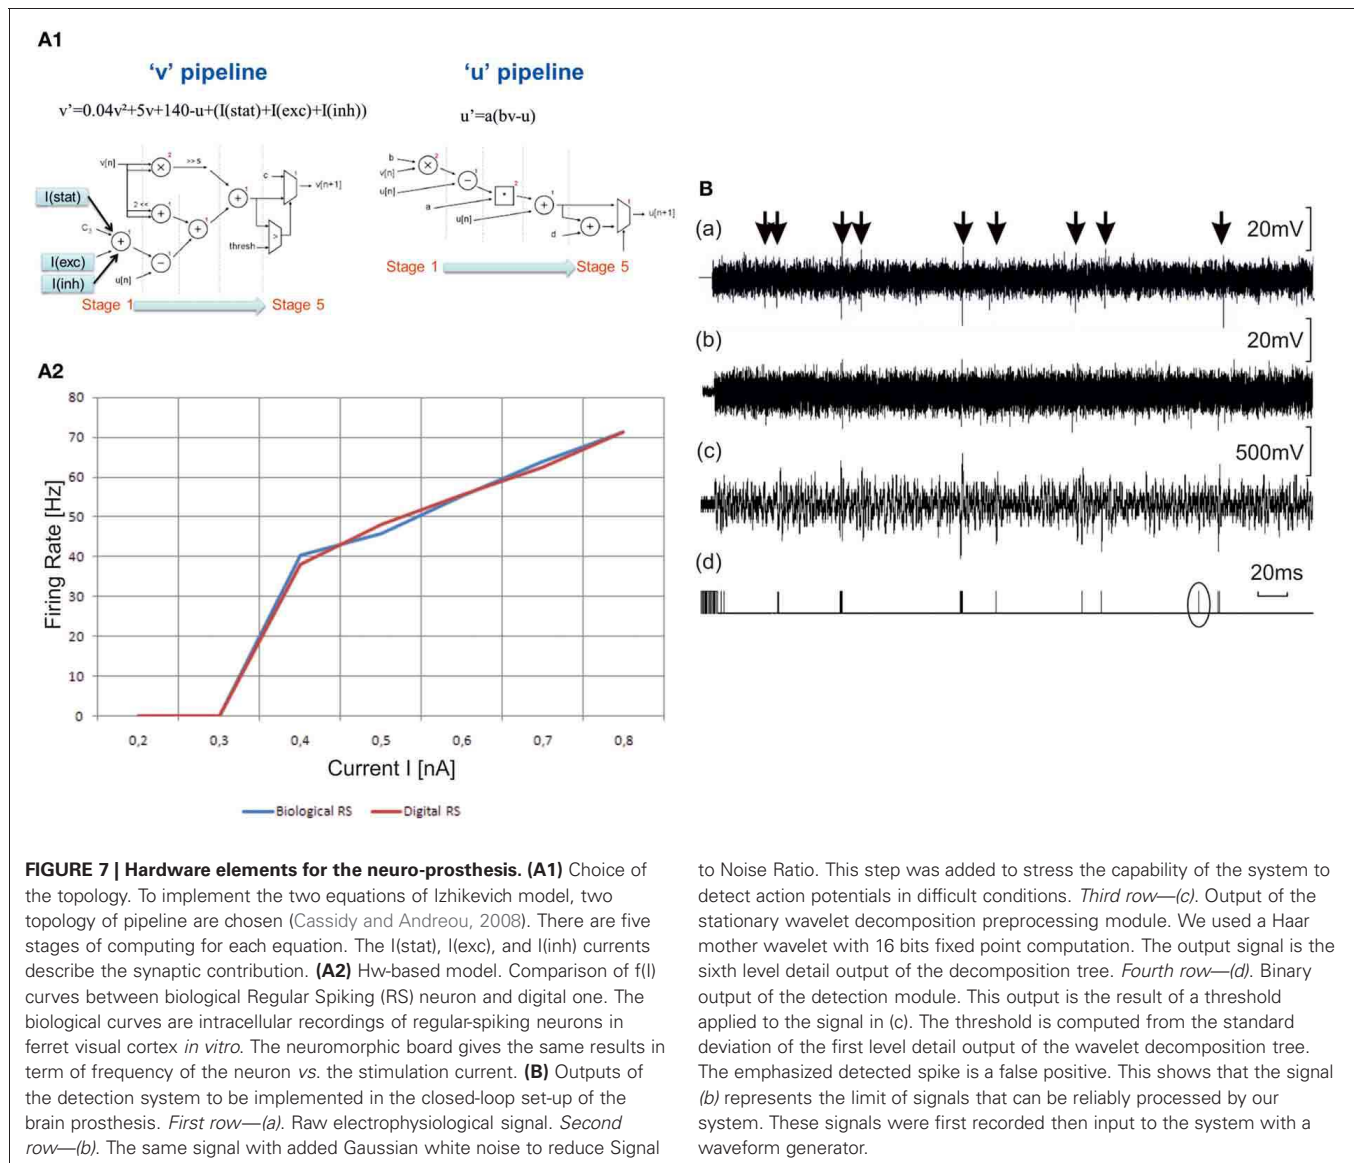 A1
‘v’ pipeline
‘u’ pipeline
v’=0.04v²+5v+140-u+(I(stat)+I(exc)+I(inh))
u’=a(bv-u)
v[n]
2
>> 5
1
c
v[n+1]
I(stat)
2 <<
1
1
thresh
>
I(exc)
I(inh)
u[n]
1
1
Stage 1
Stage 5
b
v[n]
2
u[n]
1
a
2
u[n]
1
d
1
u[n+1]
Stage 1
Stage 5
A2
80
70
60
50
40
30
20
10
0
Firing Rate [Hz]
0,2
0,3
0,4
0,5
0,6
0,7
0,8
Current I [nA]
Biological RS
Digital RS
B
(a)
20mV
(b)
20mV
(c)
500mV
(d)
20ms
FIGURE 7 | Hardware elements for the neuro-prosthesis. (A1) Choice of
the topology. To implement the two equations of Izhikevich model, two
topology of pipeline are chosen (Cassidy and Andreou, 2008). There are five
stages of computing for each equation. The I(stat), I(exc), and I(inh) currents
describe the synaptic contribution. (A2) Hw-based model. Comparison of f(I)
curves between biological Regular Spiking (RS) neuron and digital one. The
biological curves are intracellular recordings of regular-spiking neurons in
ferret visual cortex in vitro. The neuromorphic board gives the same results in
term of frequency of the neuron vs. the stimulation current. (B) Outputs of
the detection system to be implemented in the closed-loop set-up of the
brain prosthesis. First row—(a). Raw electrophysiological signal. Second
row—(b). The same signal with added Gaussian white noise to reduce Signal
to Noise Ratio. This step was added to stress the capability of the system to
detect action potentials in difficult conditions. Third row—(c). Output of the
stationary wavelet decomposition preprocessing module. We used a Haar
mother wavelet with 16 bits fixed point computation. The output signal is the
sixth level detail output of the decomposition tree. Fourth row—(d). Binary
output of the detection module. This output is the result of a threshold
applied to the signal in (c). The threshold is computed from the standard
deviation of the first level detail output of the wavelet decomposition tree.
The emphasized detected spike is a false positive. This shows that the signal
(b) represents the limit of signals that can be reliably processed by our
system. These signals were first recorded then input to the system with a
waveform generator.